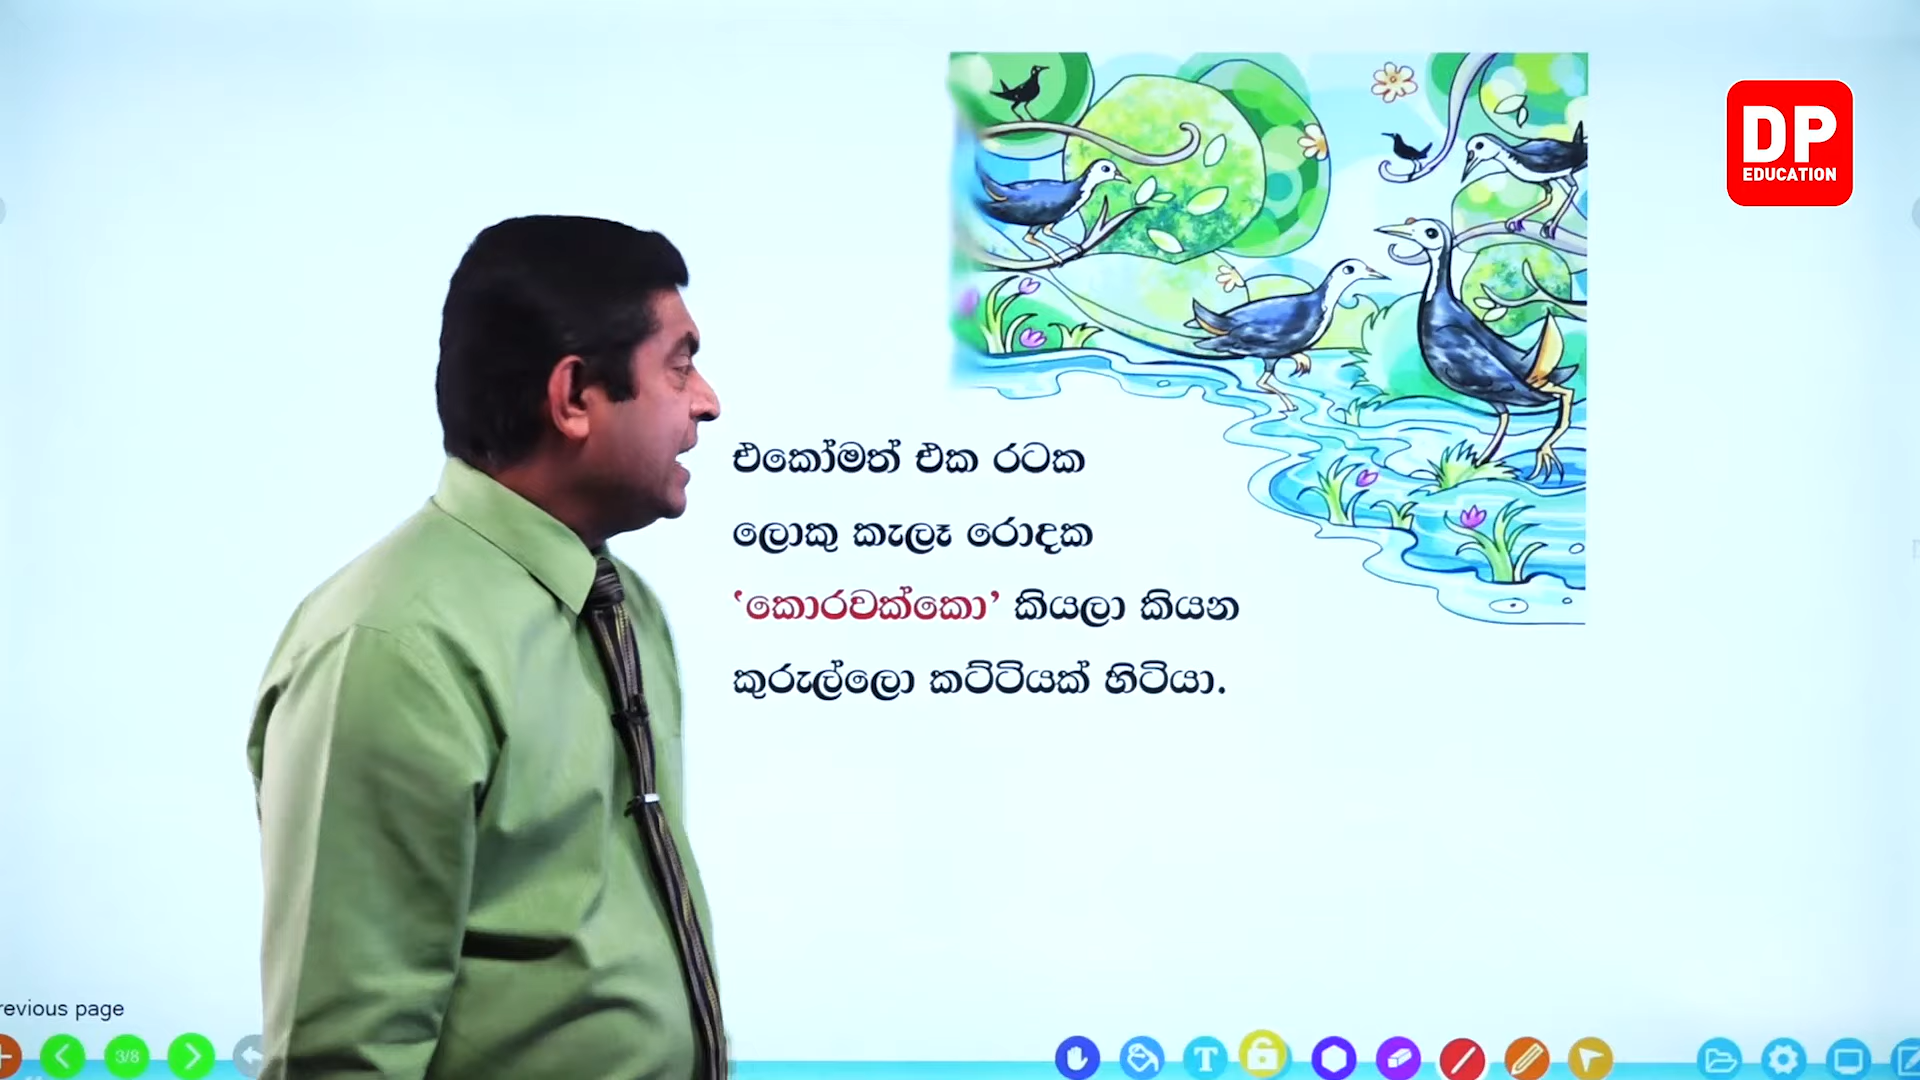 DP
EDUCATION
එකෝමත් එක රටක
ලොකු කැලෑ රොදක
‘කොරවක්කො’ කියලා කියන
කුරුල්ලෝ කට්ටියක් හිටියා.
revious page
3/8
T